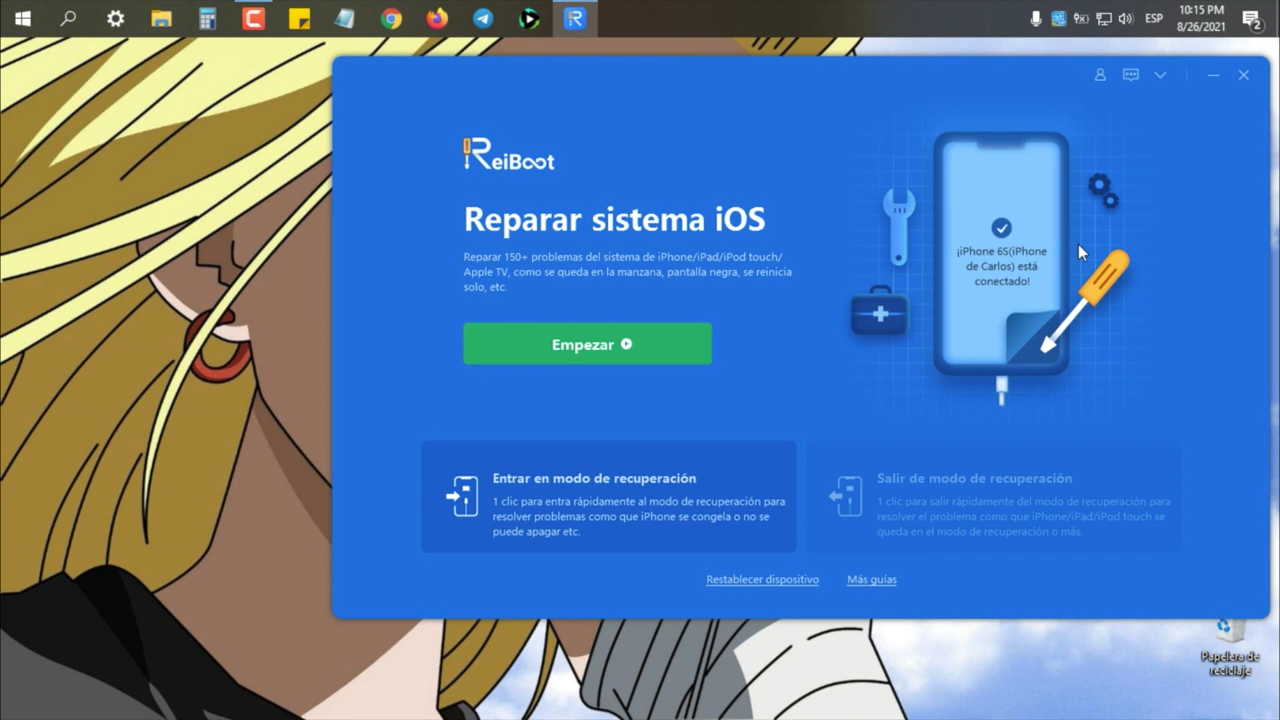 10:15 PM
ESP
8/26/2021
2
ReiBoot
Reparar sistema iOS
Reparar 150+ problemas del sistema de iPhone/iPad/iPod touch/
Apple TV, como se queda en la manzana, pantalla negra, se reinicia
solo, etc.
Empezar
¡iPhone 6S(iPhone
de Carlos) está
conectado!
Entrar en modo de recuperación
1 clic para entra rápidamente al modo de recuperación para
resolver problemas como que iPhone se congela o no se
puede apagar etc.
Salir de modo de recuperación
1 clic para salir rápidamente del modo de recuperación para
resolver el problema como que iPhone/iPad/iPod touch se
queda en el modo de recuperación o más.
Restablecer dispositivo
Más guías
Papelera de
reciclaje